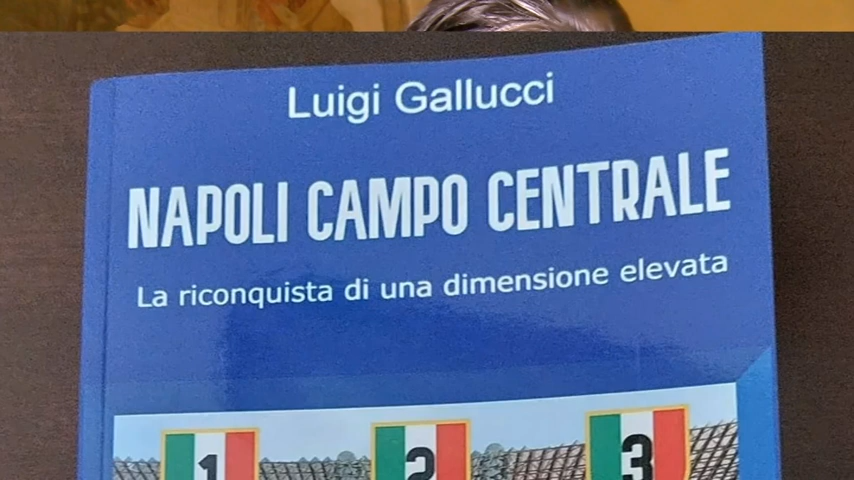 Luigi Gallucci
NAPOLI CAMPO CENTRALE
La riconquista di una dimensione elevata
1 2 3